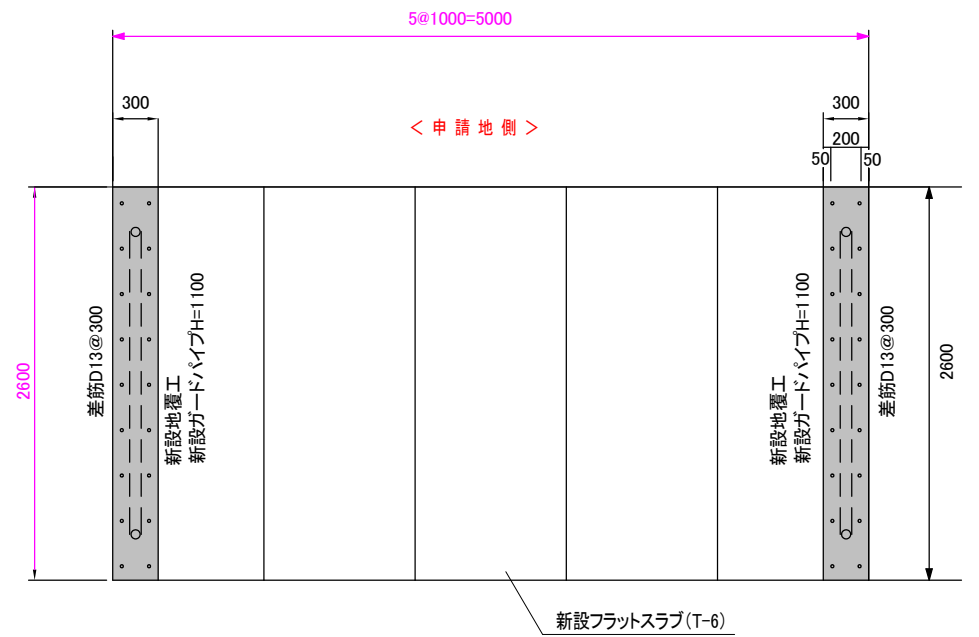 5@1000=5000
300
300
＜ 申 請 地 側 ＞
200
50
50
2600
差筋D13@300
新設地覆工
新設ガードパイプH=1100
新設地覆工
新設ガードパイプH=1100
差筋D13@300
2600
新設フラットスラブ(T-6)